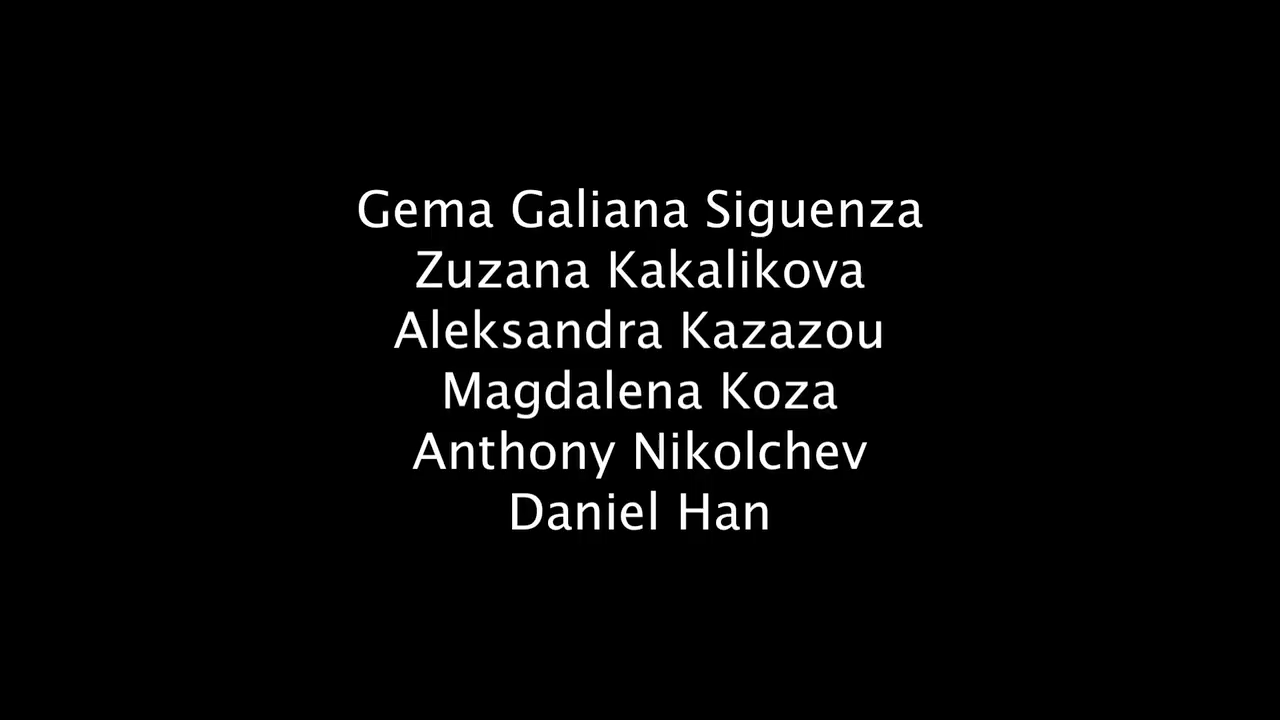 Gema Galiana Siguenza
Zuzana Kakalikova
Aleksandra Kazazou
Magdalena Koza
Anthony Nikolchev
Daniel Han